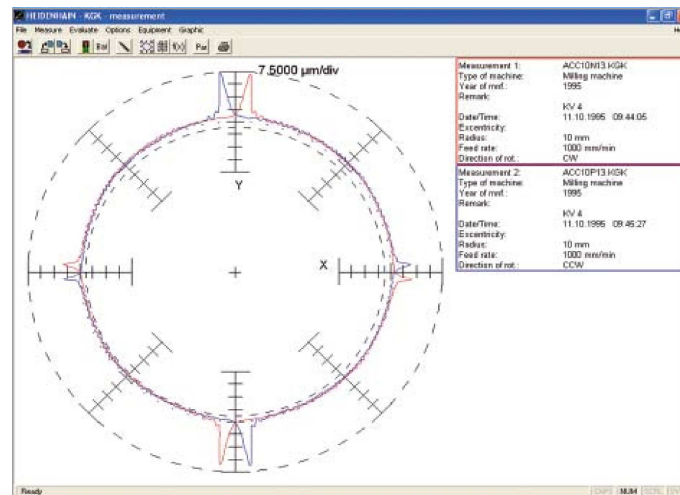 HEIDENHAIN - KGK - measurement
File Measure Evaluate Options Equipment Graphic
Bal f(x) Par
7.5000 µm/div
Y
X
Measurement 1: ACC10N13.KGK
Type of machine: Milling machine
Year of mnf.: 1995
Remark:
KV 4
Date/Time: 11.10.1995 09:44:05
Excentricity:
Radius: 10 mm
Feed rate: 1000 mm/min
Direction of rot.: CW
Measurement 2: ACC10P13.KGK
Type of machine: Milling machine
Year of mnf.: 1995
Remark:
KV 4
Date/Time: 11.10.1995 09:46:27
Excentricity:
Radius: 10 mm
Feed rate: 1000 mm/min
Direction of rot.: CCW
Ready NUM